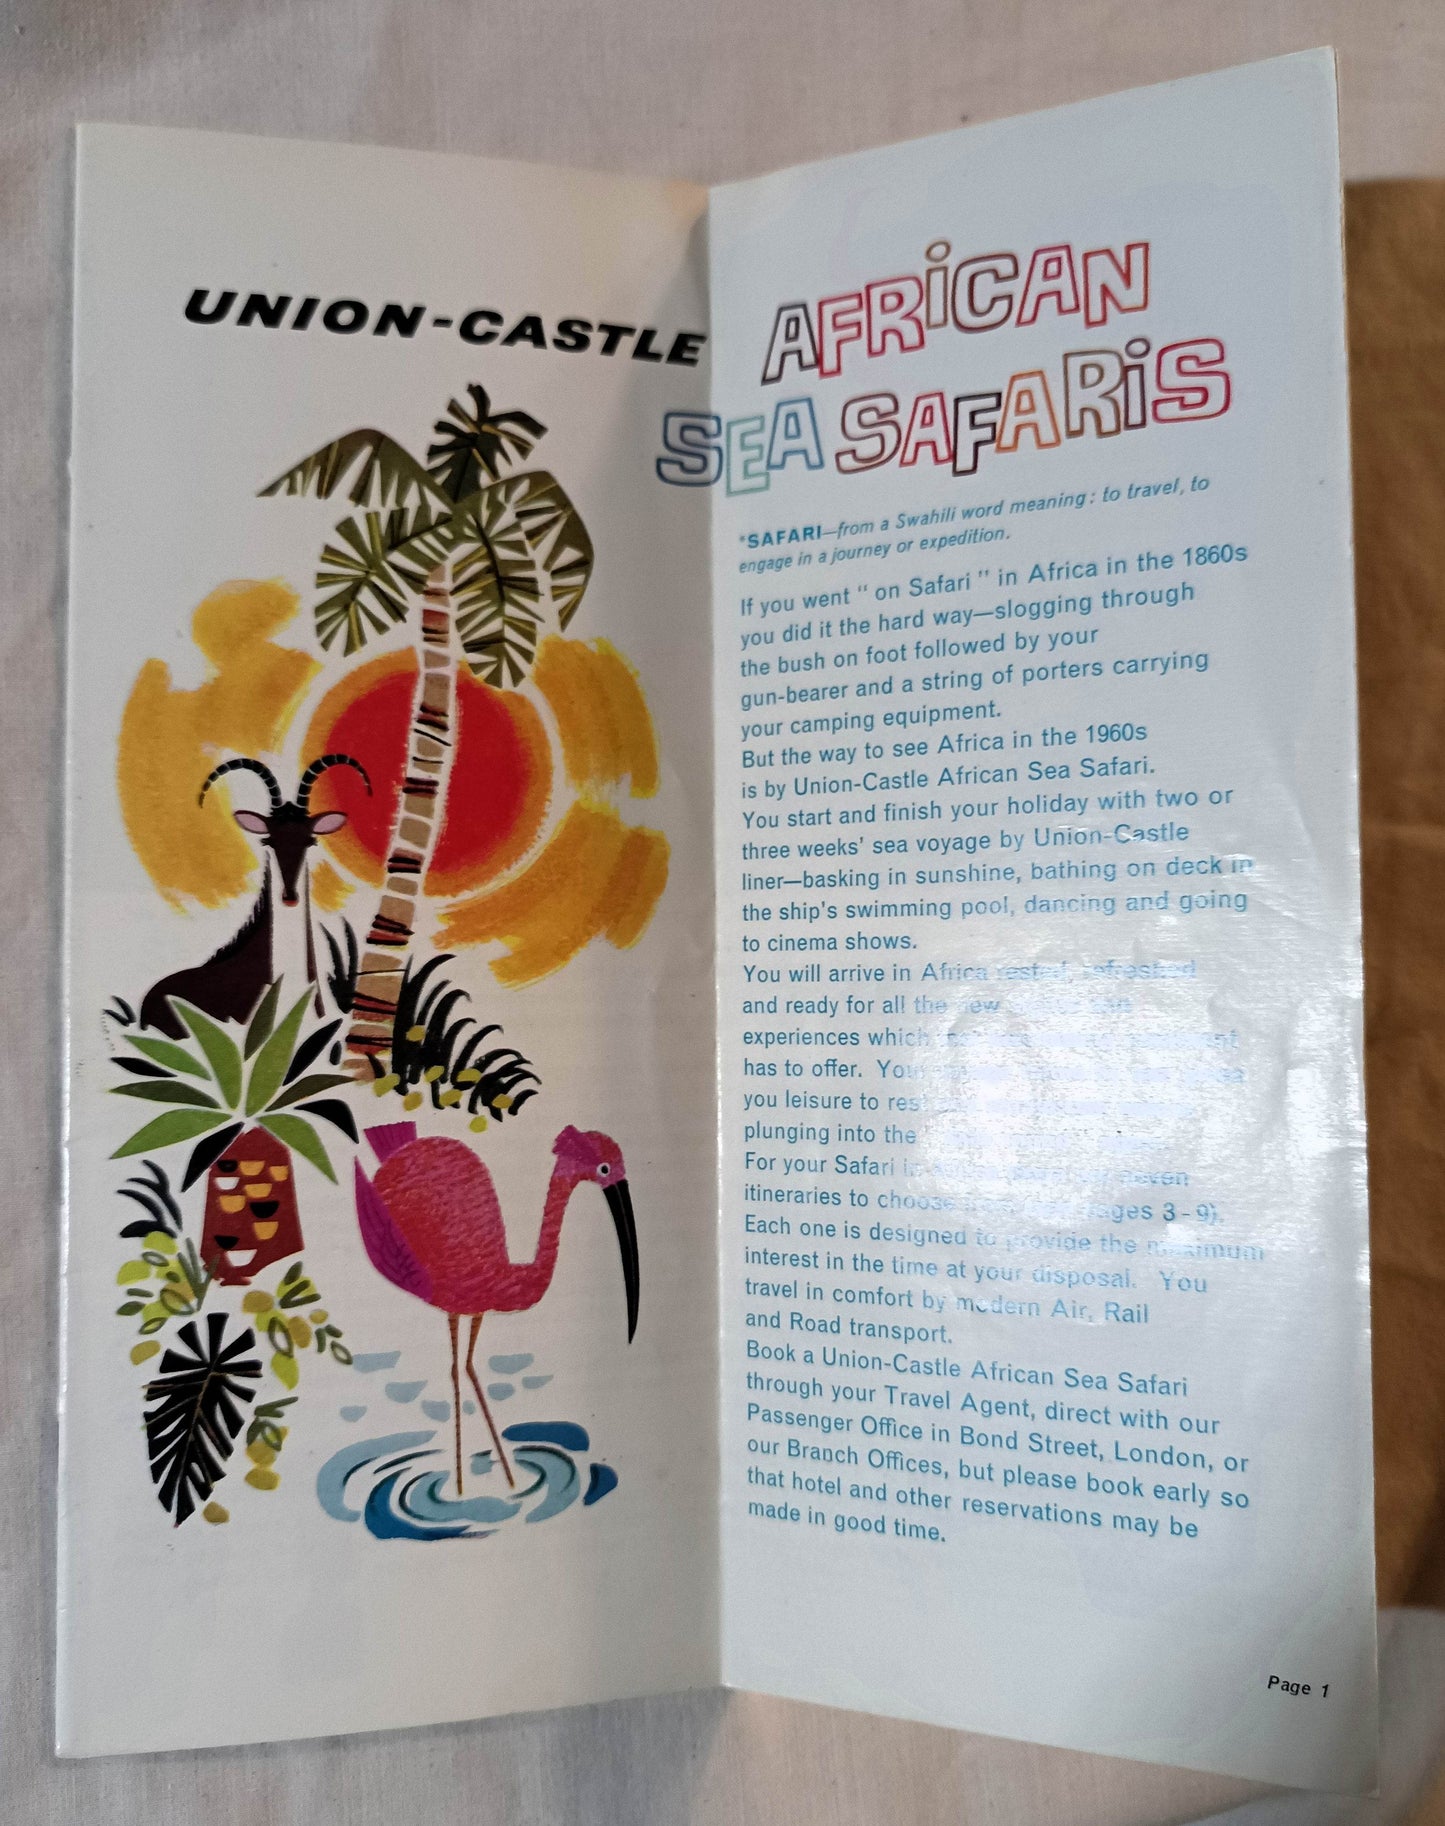 UNION-CASTLE
AFRiCAN
SEA SAFARiS
*SAFARI—from a Swahili word meaning: to travel, to
engage in a journey or expedition.
If you went “ on Safari ” in Africa in the 1860s
you did it the hard way—slogging through
the bush on foot followed by your
gun-bearer and a string of porters carrying
your camping equipment.
But the way to see Africa in the 1960s
is by Union-Castle African Sea Safari.
You start and finish your holiday with two or
three weeks’ sea voyage by Union-Castle
liner—basking in sunshine, bathing on deck in
the ship’s swimming pool, dancing and going
to cinema shows.
You will arrive in Africa rested, refreshed
and ready for all the new
experiences which
has to offer. You
you leisure to
plunging into the
For your Safari seven
itineraries to choose pages 3-9).
Each one is designed to provide the maximum
interest in the time at your disposal. You
travel in comfort by modern Air, Rail
and Road transport.
Book a Union-Castle African Sea Safari
through your Travel Agent, direct with our
Passenger Office in Bond Street, London, or
our Branch Offices, but please book early so
that hotel and other reservations may be
made in good time.
Page 1